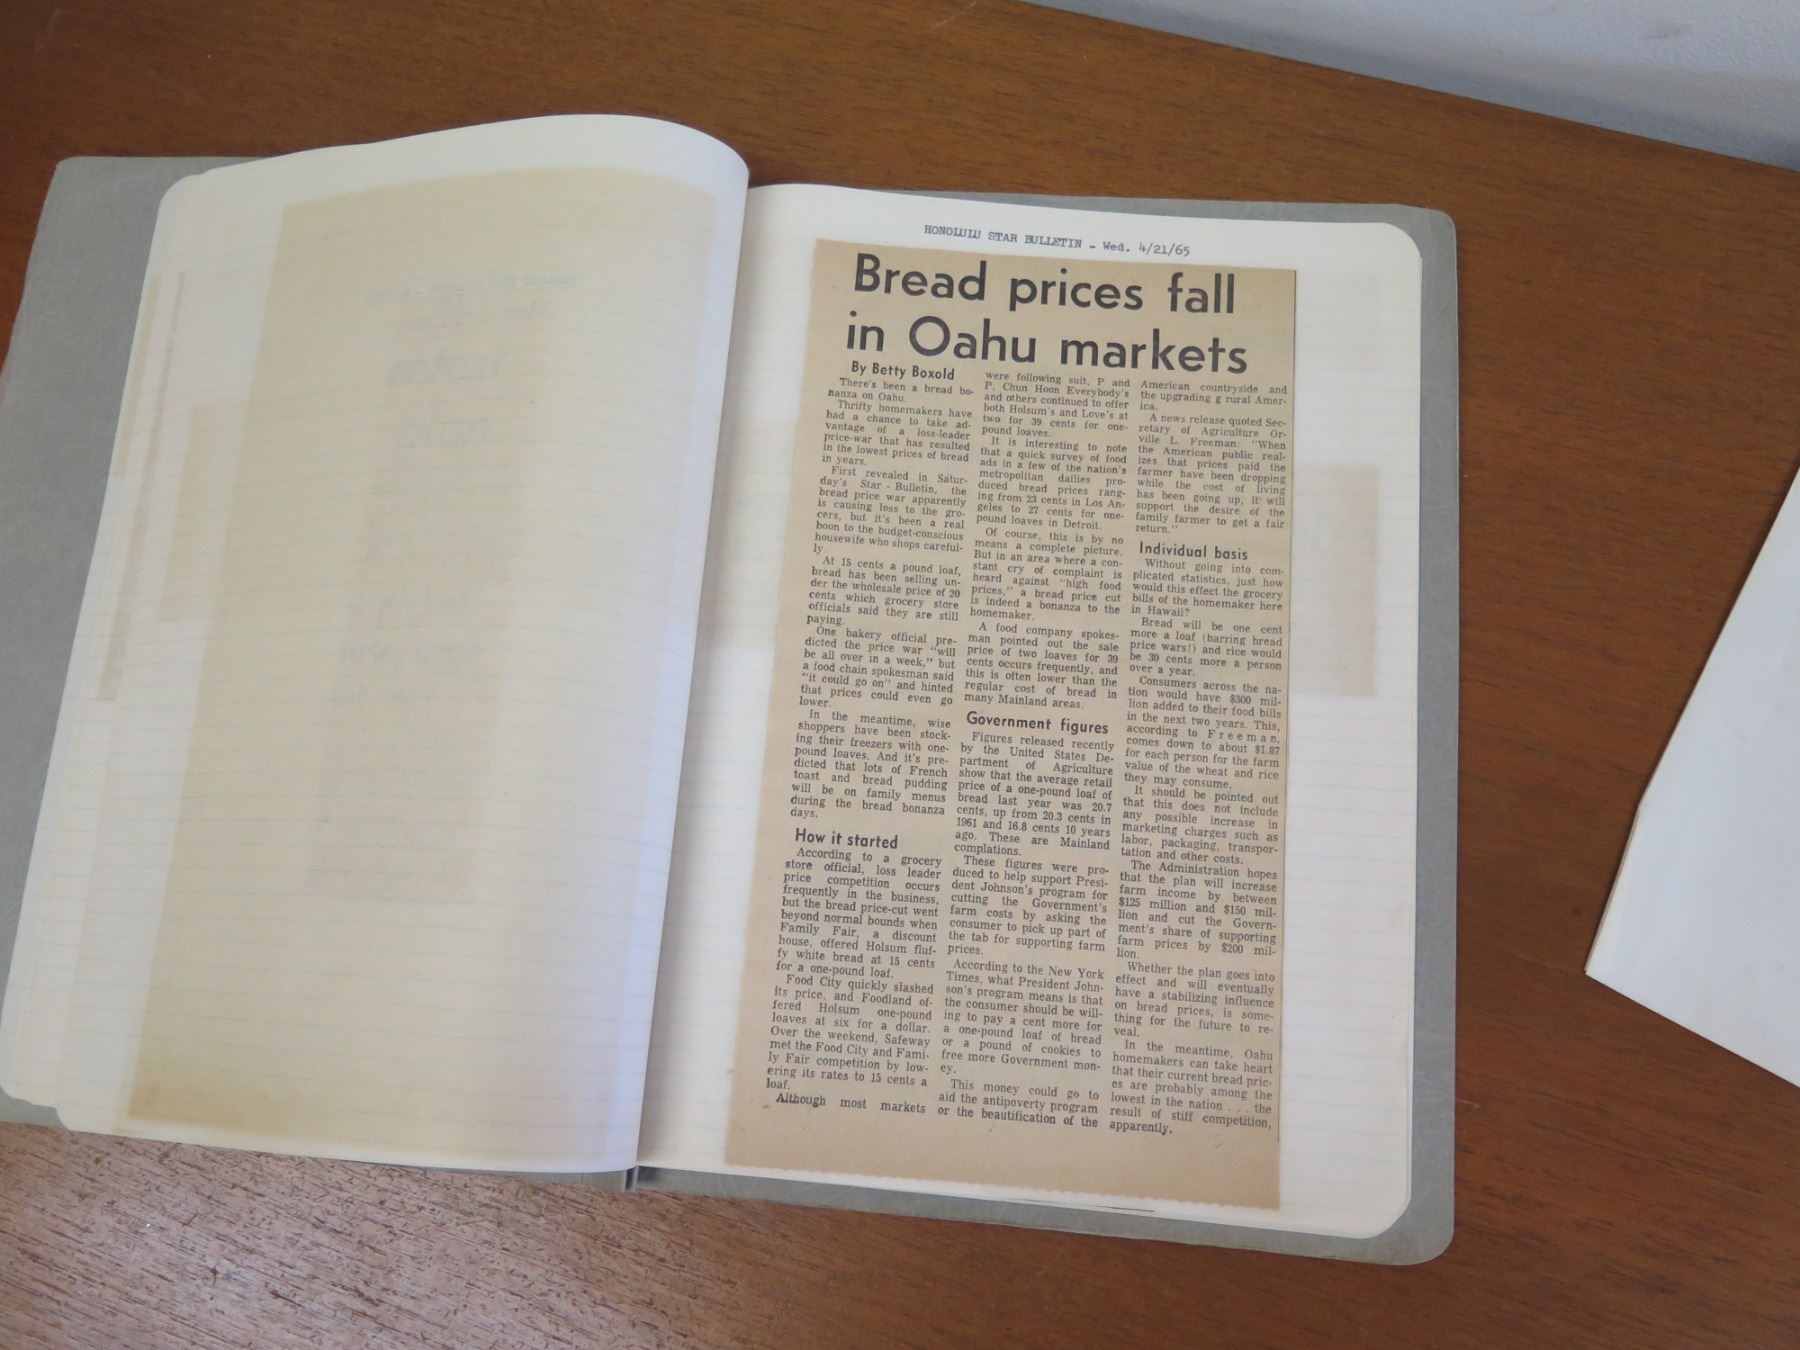 HONOLULU STAR BULLETIN - Wed. 4/21/65
Bread prices fall
in Oahu markets
By Betty Boxold
There's been a bread bo-
nanza on Oahu.
Thrifty homemakers have
had a chance to take ad-
vantage of a loss-leader
price-war that has resulted
in the lowest prices of bread
in years.
First revealed in Satur-
day's Star - Bulletin, the
bread price war apparently
is causing loss to the gro-
cers, but it's been a real
boon to the budget-conscious
housewife who shops careful-
ly.
At 15 cents a pound loaf,
bread has been selling un-
der the wholesale price of 20
cents which grocery store
officials said they are still
paying.
One bakery official pre-
dicted the price war "will
be all over in a week," but
a food chain spokesman said
"it could go on" and hinted
that prices could even go
lower.
In the meantime, wise
shoppers have been stock-
ing their freezers with one-
pound loaves. And it's pre-
dicted that lots of French
toast and bread pudding
will be on family menus
during the bread bonanza
days.
How it started
According to a grocery
store official, loss leader
price competition occurs
frequently in the business,
but the bread price-cut went
beyond normal bounds when
Family Fair, a discount
house, offered Holsum fluf-
fy white bread at 15 cents
for a one-pound loaf.
Food City quickly slashed
its price, and Foodland of-
fered Holsum one-pound
loaves at six for a dollar.
Over the weekend, Safeway
met the Food City and Fami-
ly Fair competition by low-
ering its rates to 15 cents a
loaf.
Although most markets
were following suit, P and
P, Chun Hoon Everybody's
and others continued to offer
both Holsum's and Love's at
two for 39 cents for one-
pound loaves.
It is interesting to note
that a quick survey of food
ads in a few of the nation's
metropolitan dailies pro-
duced bread prices rang-
ing from 23 cents in Los An-
geles to 27 cents for one-
pound loaves in Detroit.
Of course, this is by no
means a complete picture.
But in an area where a con-
stant cry of complaint is
heard against "high food
prices," a bread price cut
is indeed a bonanza to the
homemaker.
A food company spokes-
man pointed out the sale
price of two loaves for 39
cents occurs frequently, and
this is often lower than the
regular cost of bread in
many Mainland areas.
Government figures
Figures released recently
by the United States De-
partment of Agriculture
show that the average retail
price of a one-pound loaf of
bread last year was 20.7
cents, up from 20.3 cents in
1961 and 16.8 cents 10 years
ago. These are Mainland
complations.
These figures were pro-
duced to help support Presi-
dent Johnson's program for
cutting the Government's
farm costs by asking the
consumer to pick up part of
the tab for supporting farm
prices.
According to the New York
Times, what President John-
son's program means is that
the consumer should be will-
ing to pay a cent more for
a one-pound loaf of bread
or a pound of cookies to
free more Government mon-
ey.
This money could go to
aid the antipoverty program
or the beautification of the
American countryside and
the upgrading g rural Amer-
ica.
A news release quoted Sec-
retary of Agriculture Or-
ville L. Freeman: "When
the American public real-
izes that prices paid the
farmer have been dropping
while the cost of living
has been going up, it will
support the desire of the
family farmer to get a fair
return."
Individual basis
Without going into com-
plicated statistics, just how
would this effect the grocery
bills of the homemaker here
in Hawaii?
Bread will be one cent
more a loaf (barring bread
price wars!) and rice would
be 30 cents more a person
over a year.
Consumers across the na-
tion would have $300 mil-
lion added to their food bills
in the next two years. This,
according to Freeman,
comes down to about $1.87
for each person for the farm
value of the wheat and rice
they may consume.
It should be pointed out
that this does not include
any possible increase in
marketing charges such as
labor, packaging, transpor-
tation and other costs.
The Administration hopes
that the plan will increase
farm income by between
$125 million and $150 mil-
lion and cut the Govern-
ment's share of supporting
farm prices by $200 mil-
lion.
Whether the plan goes into
effect and will eventually
have a stabilizing influence
on bread prices, is some-
thing for the future to re-
veal.
In the meantime, Oahu
homemakers can take heart
that their current bread pric-
es are probably among the
lowest in the nation . . . the
result of stiff competition,
apparently.